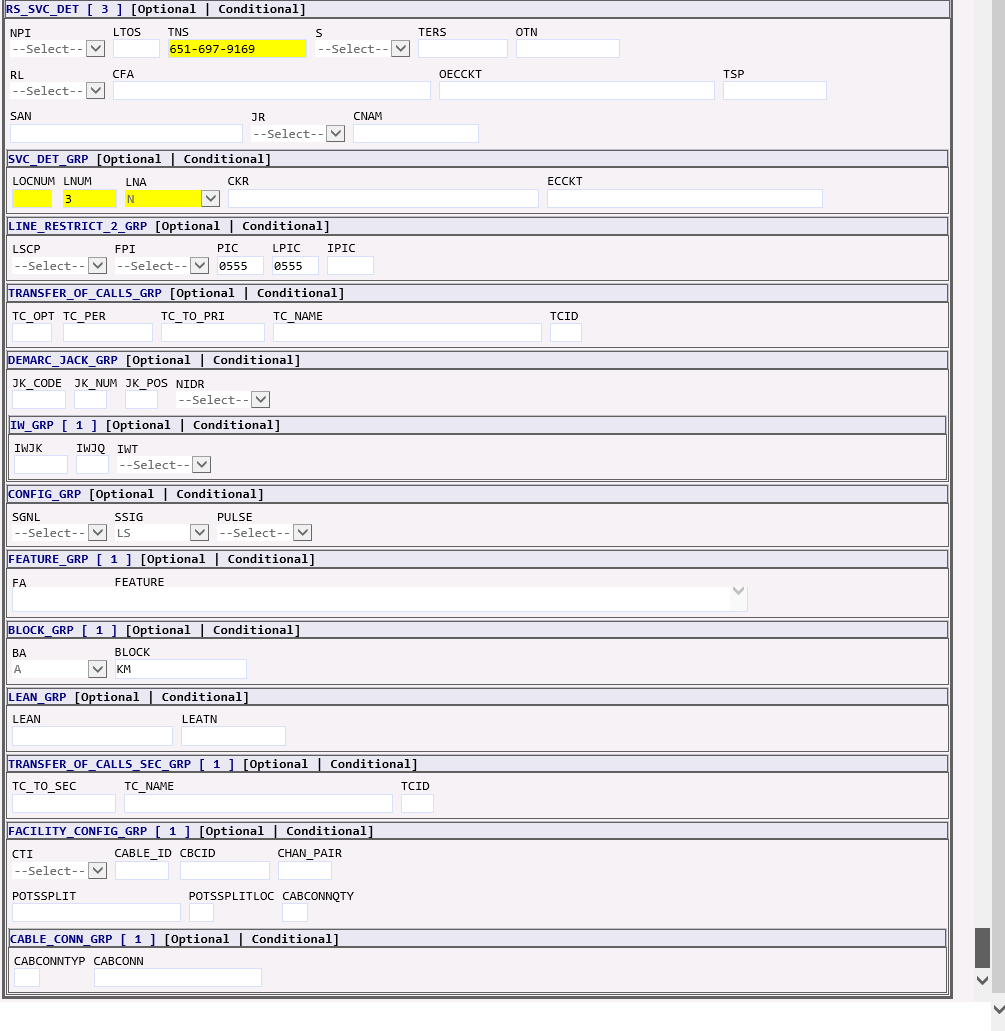 RS_SVC_DET [ 3 ] [Optional | Conditional]
NPI LTOS TNS S TERS OTN
--Select-- 651-697-9169 --Select--
RL CFA OECCKT TSP
--Select--
SAN JR CNAM
--Select--
SVC_DET_GRP [Optional | Conditional]
LOCNUM LNUM LNA CKR ECCKT
3 N
LINE_RESTRICT_2_GRP [Optional | Conditional]
LSCP FPI PIC LPIC IPIC
--Select-- --Select-- 0555 0555
TRANSFER_OF_CALLS_GRP [Optional | Conditional]
TC_OPT TC_PER TC_TO_PRI TC_NAME TCID
DEMARC_JACK_GRP [Optional | Conditional]
JK_CODE JK_NUM JK_POS NIDR
--Select--
IW_GRP [ 1 ] [Optional | Conditional]
IWJK IWJQ IWT
--Select--
CONFIG_GRP [Optional | Conditional]
SGNL SSIG PULSE
--Select-- LS --Select--
FEATURE_GRP [ 1 ] [Optional | Conditional]
FA FEATURE
BLOCK_GRP [ 1 ] [Optional | Conditional]
BA BLOCK
A KM
LEAN_GRP [Optional | Conditional]
LEAN LEATN
TRANSFER_OF_CALLS_SEC_GRP [ 1 ] [Optional | Conditional]
TC_TO_SEC TC_NAME TCID
FACILITY_CONFIG_GRP [ 1 ] [Optional | Conditional]
CTI CABLE_ID CBCID CHAN_PAIR
--Select--
POTSSPLIT POTSSPLITLOC CABCONNQTY
CABLE_CONN_GRP [ 1 ] [Optional | Conditional]
CABCONNTYP CABCONN